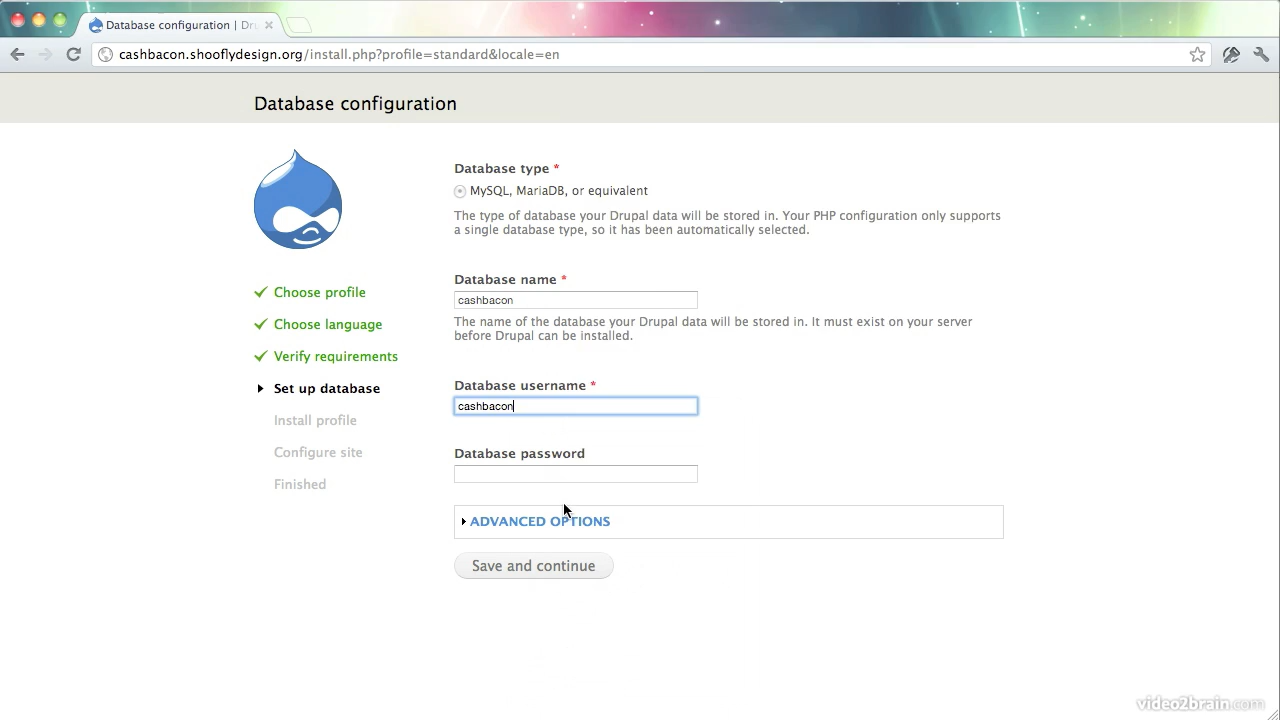 Database configuration | Dr
cashbacon.shooflydesign.org/install.php?profile=standard&locale=en
Database configuration
Choose profile
Choose language
Verify requirements
Set up database
Install profile
Configure site
Finished
Database type *
MySQL, MariaDB, or equivalent
The type of database your Drupal data will be stored in. Your PHP configuration only supports
a single database type, so it has been automatically selected.
Database name *
cashbacon
The name of the database your Drupal data will be stored in. It must exist on your server
before Drupal can be installed.
Database username *
cashbacon
Database password
ADVANCED OPTIONS
Save and continue
video2brain.com